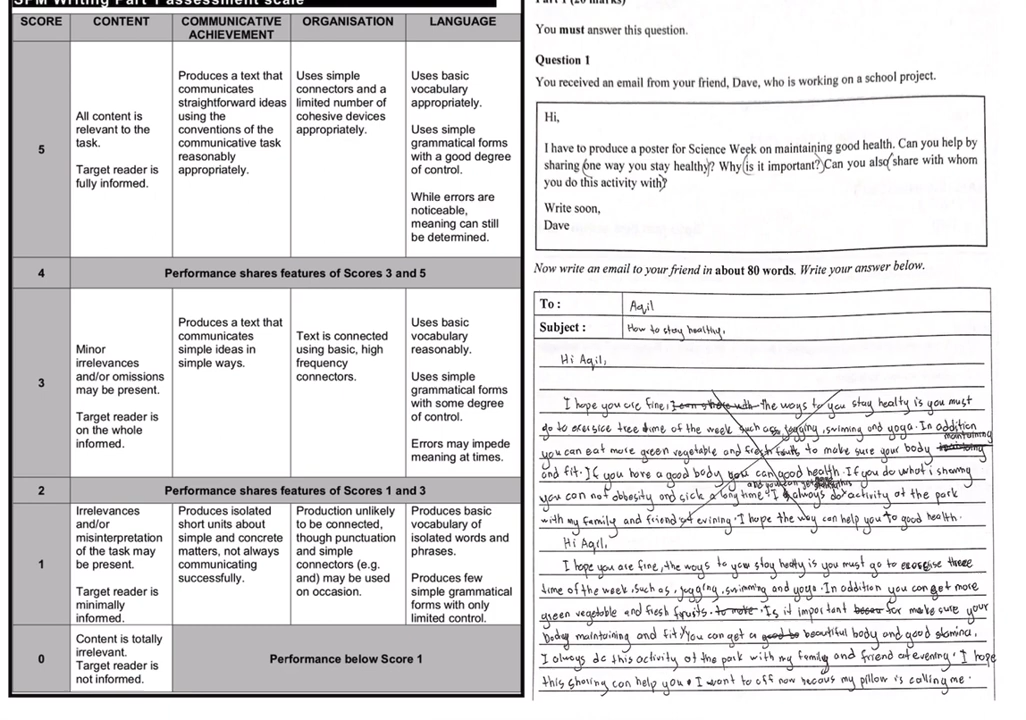 SPM Writing Part 1 assessment scale
SCORE CONTENT COMMUNICATIVE ACHIEVEMENT ORGANISATION LANGUAGE
5
All content is
relevant to the
task.
Target reader is
fully informed.
Produces a text that
communicates
straightforward ideas
using the
conventions of the
communicative task
reasonably
appropriately.
Uses simple
connectors and a
limited number of
cohesive devices
appropriately.
Uses basic
vocabulary
appropriately.
Uses simple
grammatical forms
with a good degree
of control.
While errors are
noticeable,
meaning can still
be determined.
4 Performance shares features of Scores 3 and 5
3
Minor
irrelevances
and/or omissions
may be present.
Target reader is
on the whole
informed.
Produces a text that
communicates
simple ideas in
simple ways.
Text is connected
using basic, high
frequency
connectors.
Uses basic
vocabulary
reasonably.
Uses simple
grammatical forms
with some degree
of control.
Errors may impede
meaning at times.
2 Performance shares features of Scores 1 and 3
1
Irrelevances
and/or
misinterpretation
of the task may
be present.
Target reader is
minimally
informed.
Produces isolated
short units about
simple and concrete
matters, not always
communicating
successfully.
Production unlikely
to be connected,
though punctuation
and simple
connectors (e.g.
and) may be used
on occasion.
Produces basic
vocabulary of
isolated words and
phrases.
Produces few
simple grammatical
forms with only
limited control.
0
Content is totally
irrelevant.
Target reader is
not informed.
Performance below Score 1
Part 1 (20 marks)
You must answer this question.
Question 1
You received an email from your friend, Dave, who is working on a school project.
Hi,
I have to produce a poster for Science Week on maintaining good health. Can you help by
sharing one way you stay healthy? Why is it important? Can you also share with whom
you do this activity with?
Write soon,
Dave
Now write an email to your friend in about 80 words. Write your answer below.
To : Aqil
Subject : How to stay healthy.
Hi Aqil,
I hope you are fine, the ways to you stay healty is you must
go to exersice tree time of the week such as, jogging, swiming and yoga. In addition
you can eat more green vegetable and fresh fruits to make sure your body maintaining
and fit. If you have a good body you can good health. If you do what i sharing
you can not obbesity and sick a long time. I always do activity at the park
with my family and friend at evining. I hope the way can help you to good health.
Hi Aqil,
I hope you are fine, the ways to your stay healty is you must go to exercise three
time of the week, such as, jogging, swimming and yoga. In addition you can get more
green vegetable and fresh fruits. Is it important for make sure your
body maintaining and fit. You can get a beautiful body and good stamina.
I always do this activity at the park with my family and friend at evening. I hope
this sharing can help you. I want to off now becous my pillow is calling me.